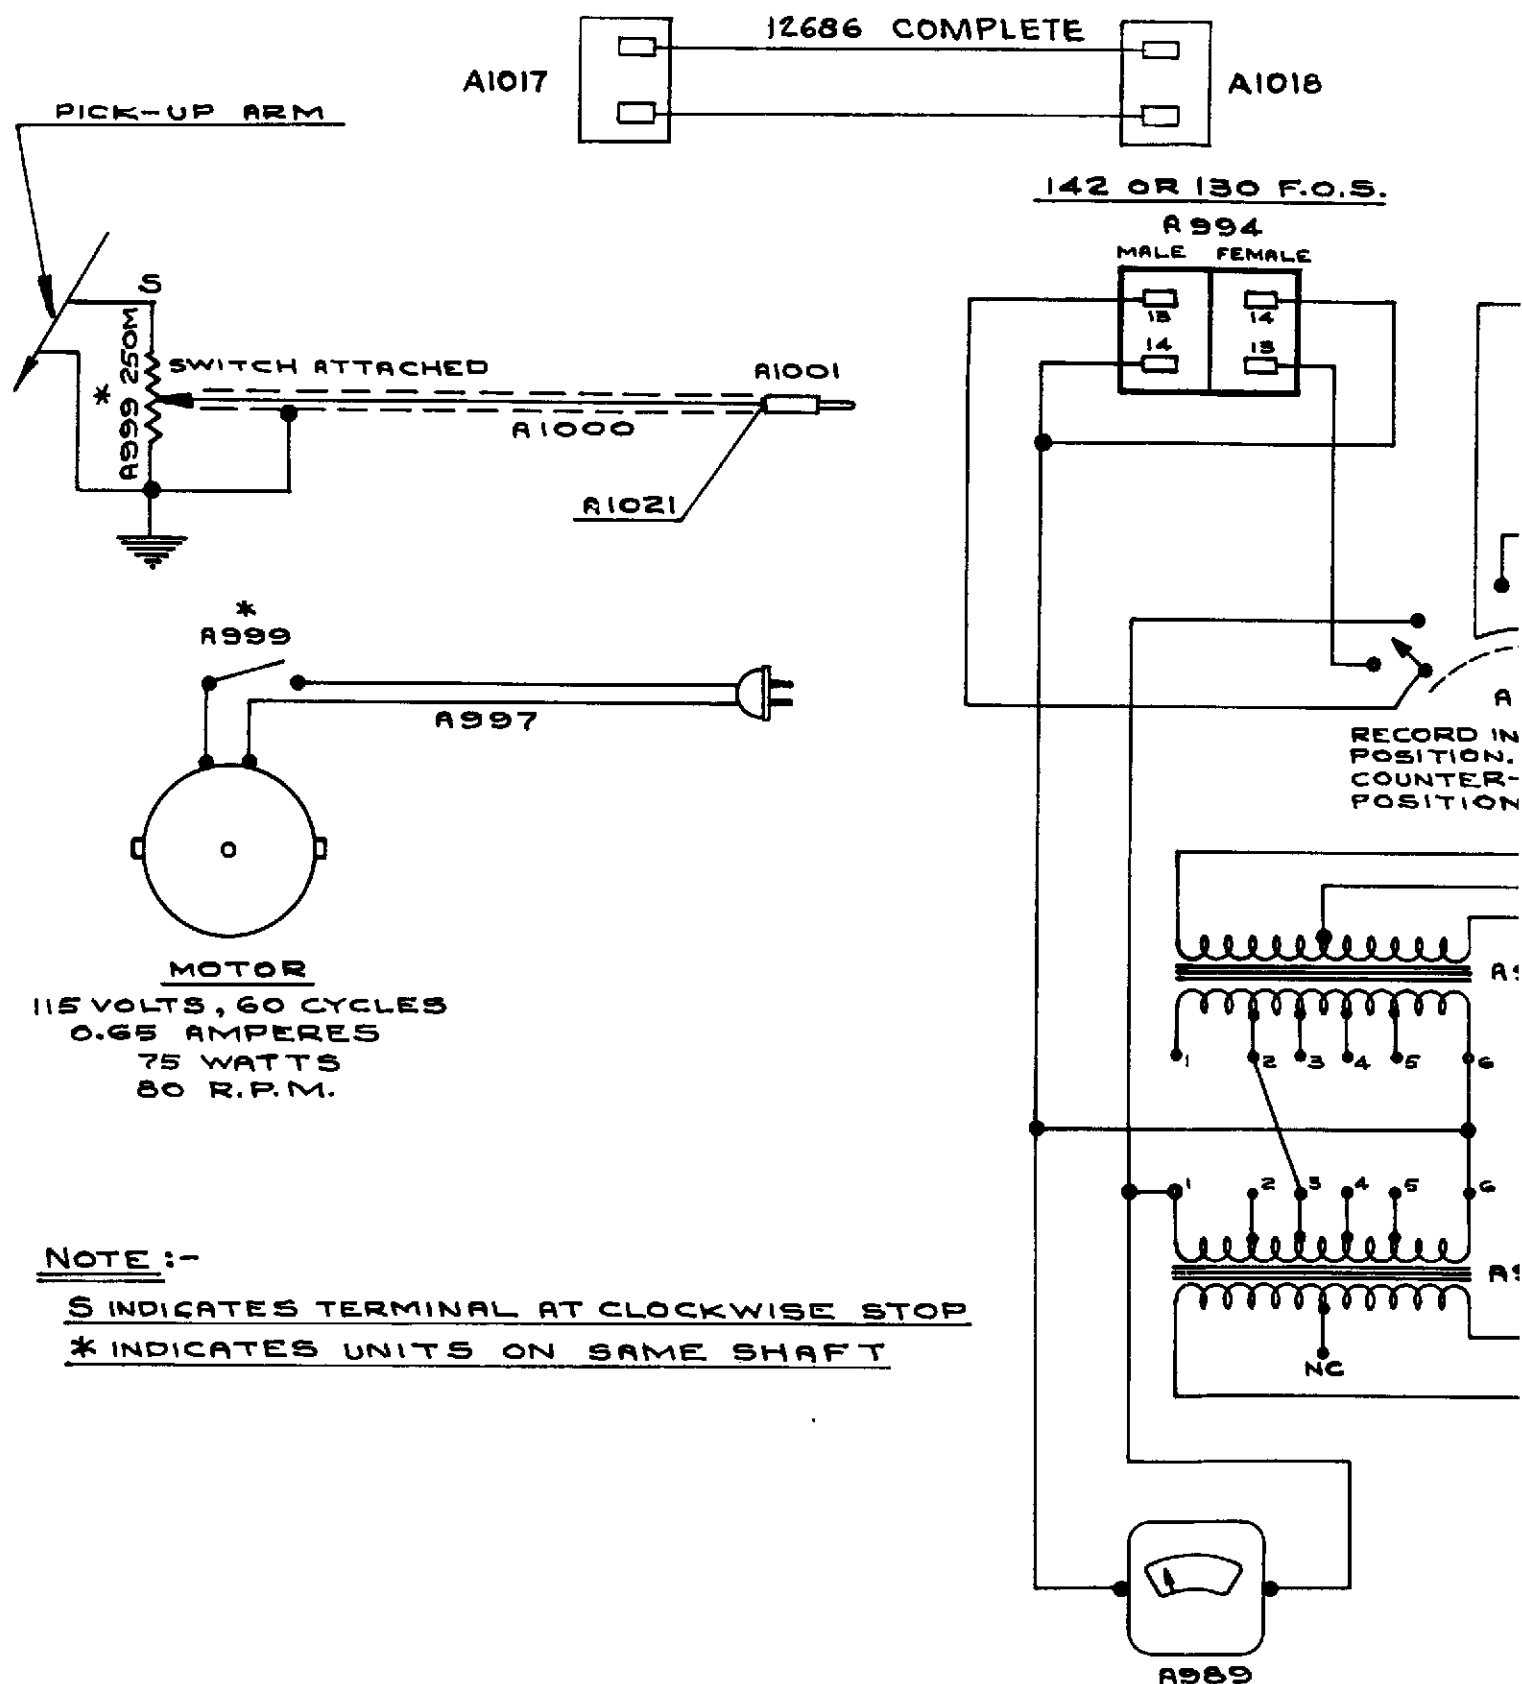 12686 COMPLETE
A1017
A1018
PICK-UP ARM
142 OR 130 F.O.S.
A994
MALE FEMALE
13 14
14 13
S
A999 250M
*
SWITCH ATTACHED
A1001
A1000
A1021
*
A999
A997
RECORD IN
POSITION.
COUNTER-
POSITION
MOTOR
115 VOLTS, 60 CYCLES
0.65 AMPERES
75 WATTS
80 R.P.M.
1 2 3 4 5 6
1 2 3 4 5 6
NOTE :-
S INDICATES TERMINAL AT CLOCKWISE STOP
* INDICATES UNITS ON SAME SHAFT
NC
A989